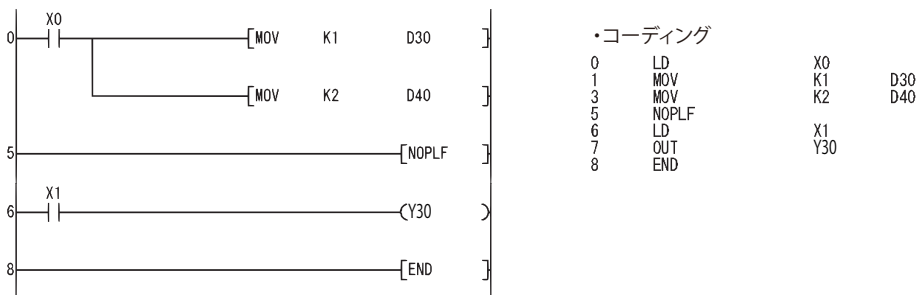 X0
0 [MOV K1 D30 ]
[MOV K2 D40 ]
5 [NOPLF ]
X1
6 (Y30 )
8 [END ]
・コーディング
0 LD X0
1 MOV K1 D30
3 MOV K2 D40
5 NOPLF
6 LD X1
7 OUT Y30
8 END